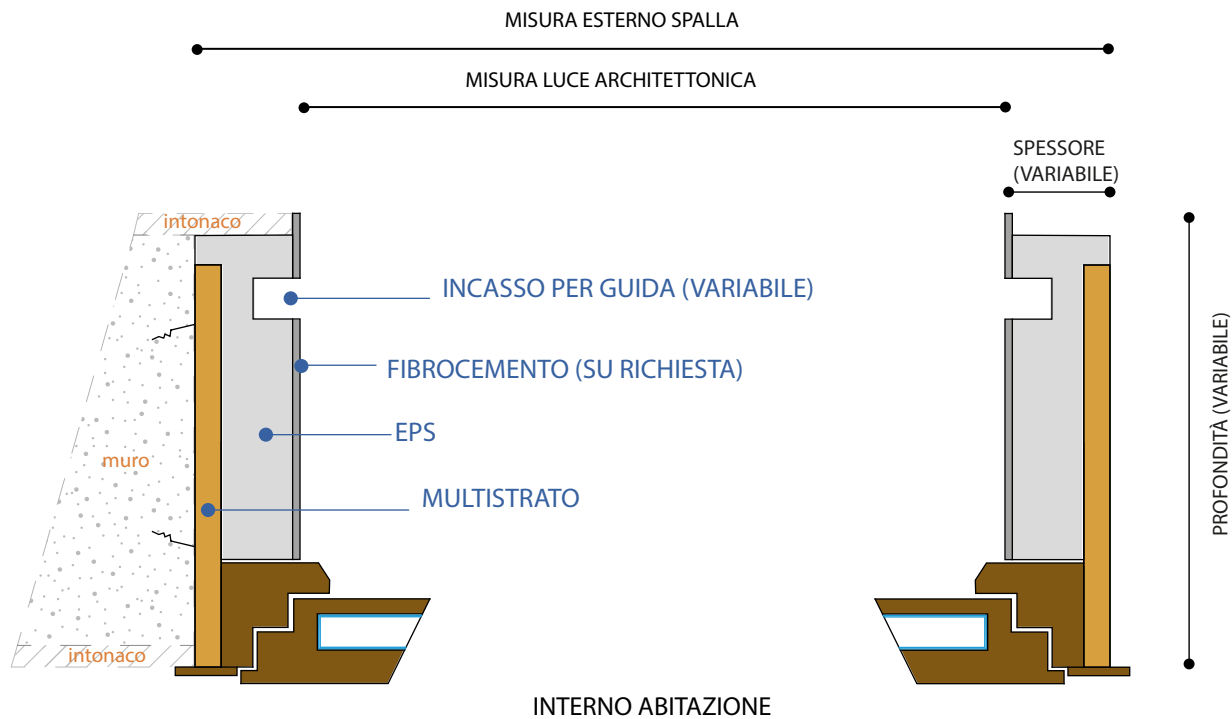 MISURA ESTERNO SPALLA
MISURA LUCE ARCHITETTONICA
SPESSORE
(VARIABILE)
intonaco
INCASSO PER GUIDA (VARIABILE)
FIBROCEMENTO (SU RICHIESTA)
EPS
muro
MULTISTRATO
PROFONDITÀ (VARIABILE)
intonaco
INTERNO ABITAZIONE